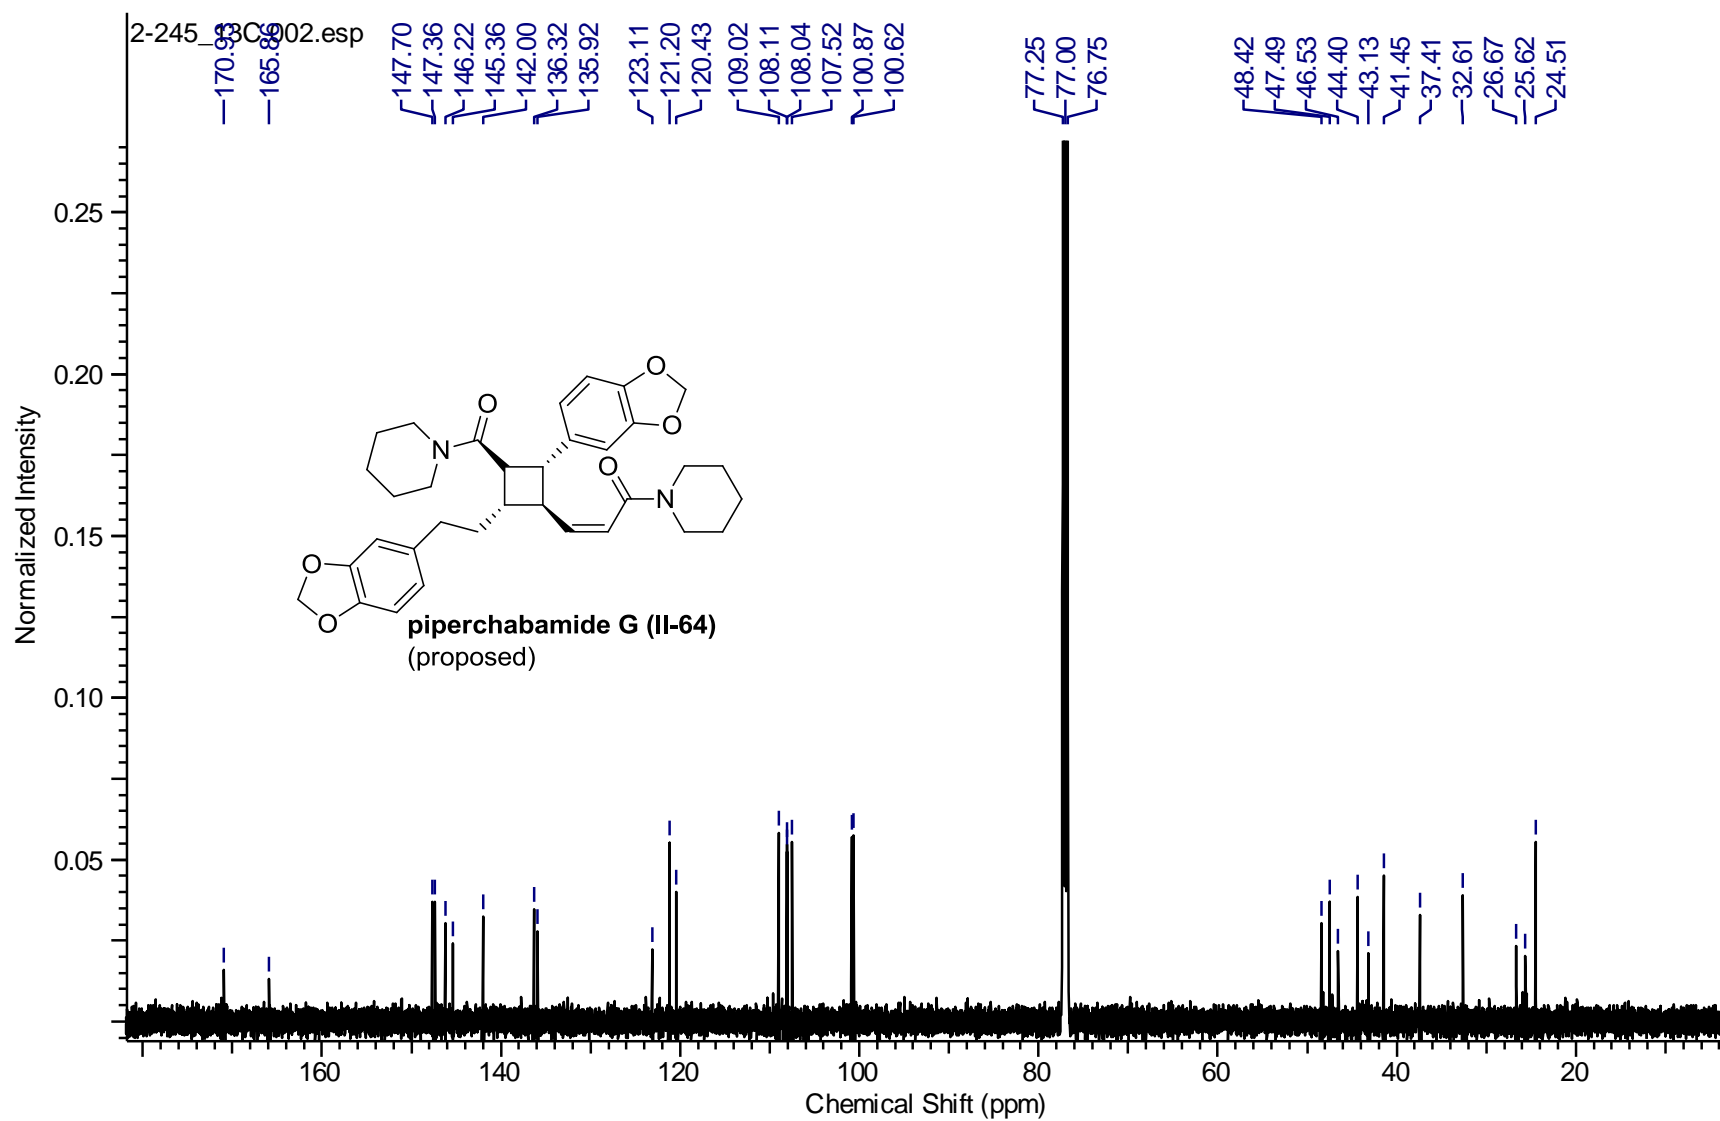 2-245_13C_002.esp
170.93 165.86 147.70 147.36 146.22 145.36 142.00 136.32 135.92 123.11 121.20 120.43 109.02 108.11 108.04 107.52 100.87 100.62 77.25 77.00 76.75 48.42 47.49 46.53 44.40 43.13 41.45 37.41 32.61 26.67 25.62 24.51
Normalized Intensity
0.25
0.20
0.15
0.10
0.05
O
O
O
N
O
N
O
O
piperchabamide G (II-64)
(proposed)
160 140 120 100 80 60 40 20
Chemical Shift (ppm)